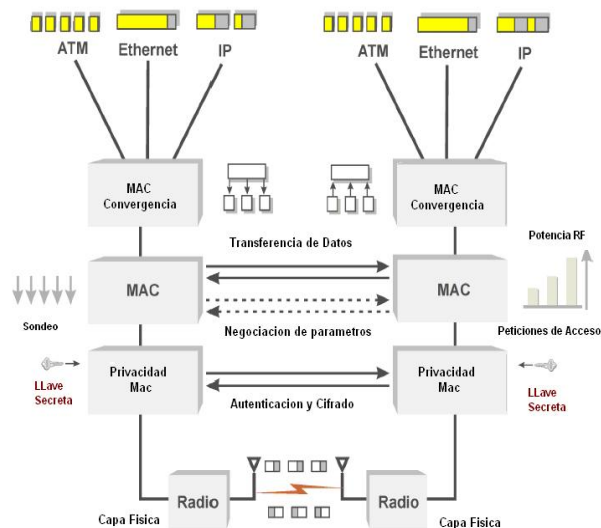 ATM
Ethernet
IP
ATM
Ethernet
IP
MAC
Convergencia
MAC
Convergencia
Transferencia de Datos
Potencia RF
MAC
MAC
Sondeo
Negociacion de parametros
Peticiones de Acceso
Privacidad
Mac
Privacidad
Mac
LLave
Secreta
LLave
Secreta
Autenticacion y Cifrado
Radio
Radio
Capa Fisica
Capa Fisica